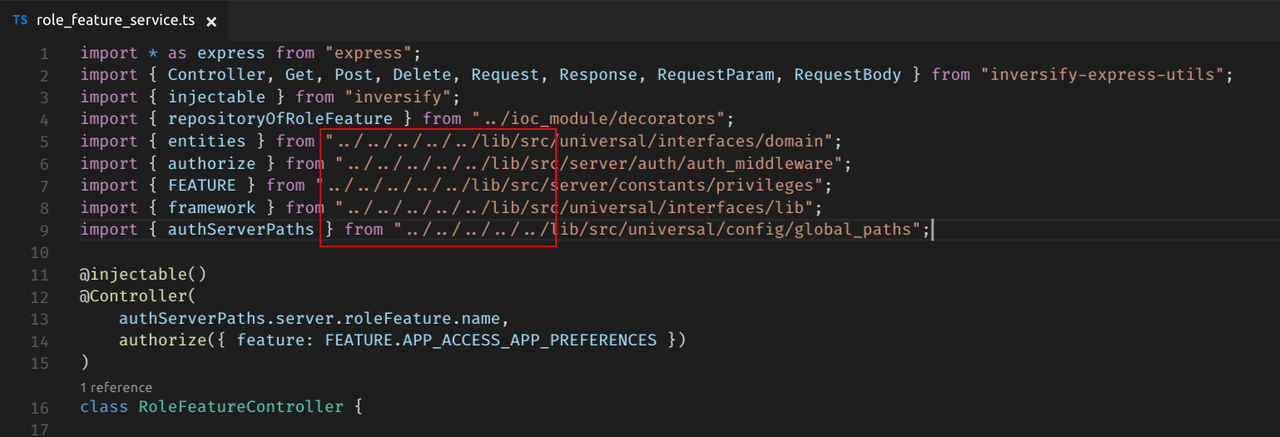 TS role_feature_service.ts ×
1 import * as express from "express";
2 import { Controller, Get, Post, Delete, Request, Response, RequestParam, RequestBody } from "inversify-express-utils";
3 import { injectable } from "inversify";
4 import { repositoryOfRoleFeature } from "../ioc_module/decorators";
5 import { entities } from "../../../../../lib/src/universal/interfaces/domain";
6 import { authorize } from "../../../../../lib/src/server/auth/auth_middleware";
7 import { FEATURE } from "../../../../../lib/src/server/constants/privileges";
8 import { framework } from "../../../../../lib/src/universal/interfaces/lib";
9 import { authServerPaths } from "../../../../../lib/src/universal/config/global_paths";
10
11 @injectable()
12 @Controller(
13     authServerPaths.server.roleFeature.name,
14     authorize({ feature: FEATURE.APP_ACCESS_APP_PREFERENCES })
15 )
1 reference
16 class RoleFeatureController {
17